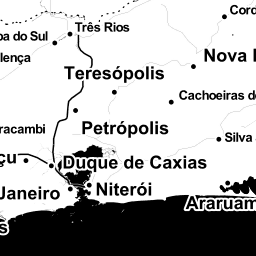 Cord
Três Rios
ba do Sul
Nova
lença
Teresópolis
Cachoeiras de
Petrópolis
racambi
Silva
çu
Duque de Caxias
Janeiro
Niterói
Araruam
s